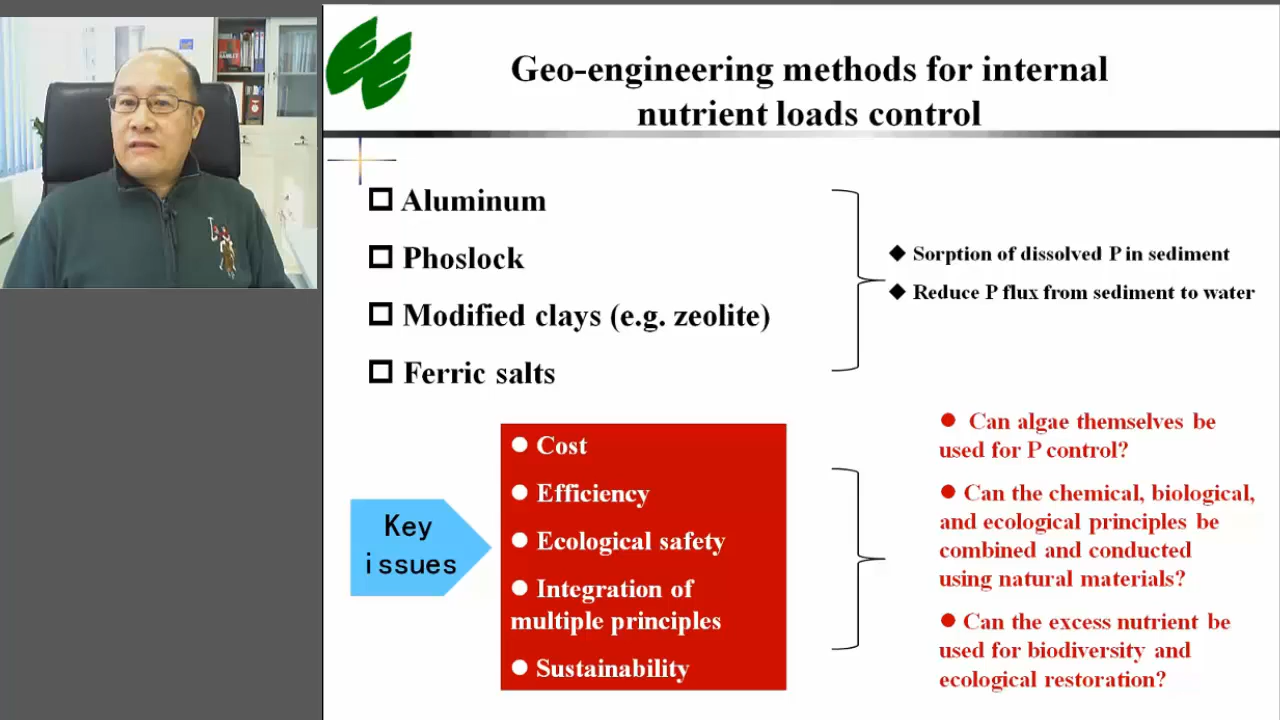 Geo-engineering methods for internal
nutrient loads control
Aluminum
Phoslock
Modified clays (e.g. zeolite)
Ferric salts
Sorption of dissolved P in sediment
Reduce P flux from sediment to water
Key
issues
Cost
Efficiency
Ecological safety
Integration of
multiple principles
Sustainability
Can algae themselves be
used for P control?
Can the chemical, biological,
and ecological principles be
combined and conducted
using natural materials?
Can the excess nutrient be
used for biodiversity and
ecological restoration?